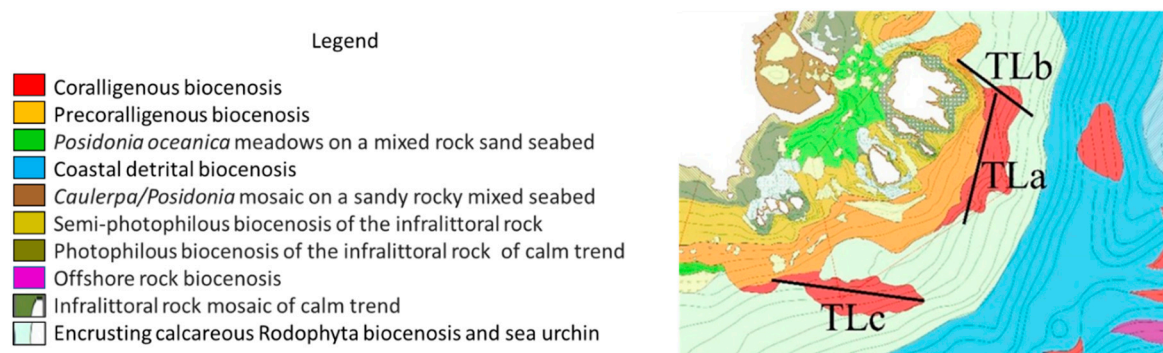 Legend
Coralligenous biocenosis
Precoralligenous biocenosis
Posidonia oceanica meadows on a mixed rock sand seabed
Coastal detrital biocenosis
Caulerpa/Posidonia mosaic on a sandy rocky mixed seabed
Semi-photophilous biocenosis of the infralittoral rock
Photophilous biocenosis of the infralittoral rock of calm trend
Offshore rock biocenosis
Infralittoral rock mosaic of calm trend
Encrusting calcareous Rodophyta biocenosis and sea urchin
TLb
TLa
TLc